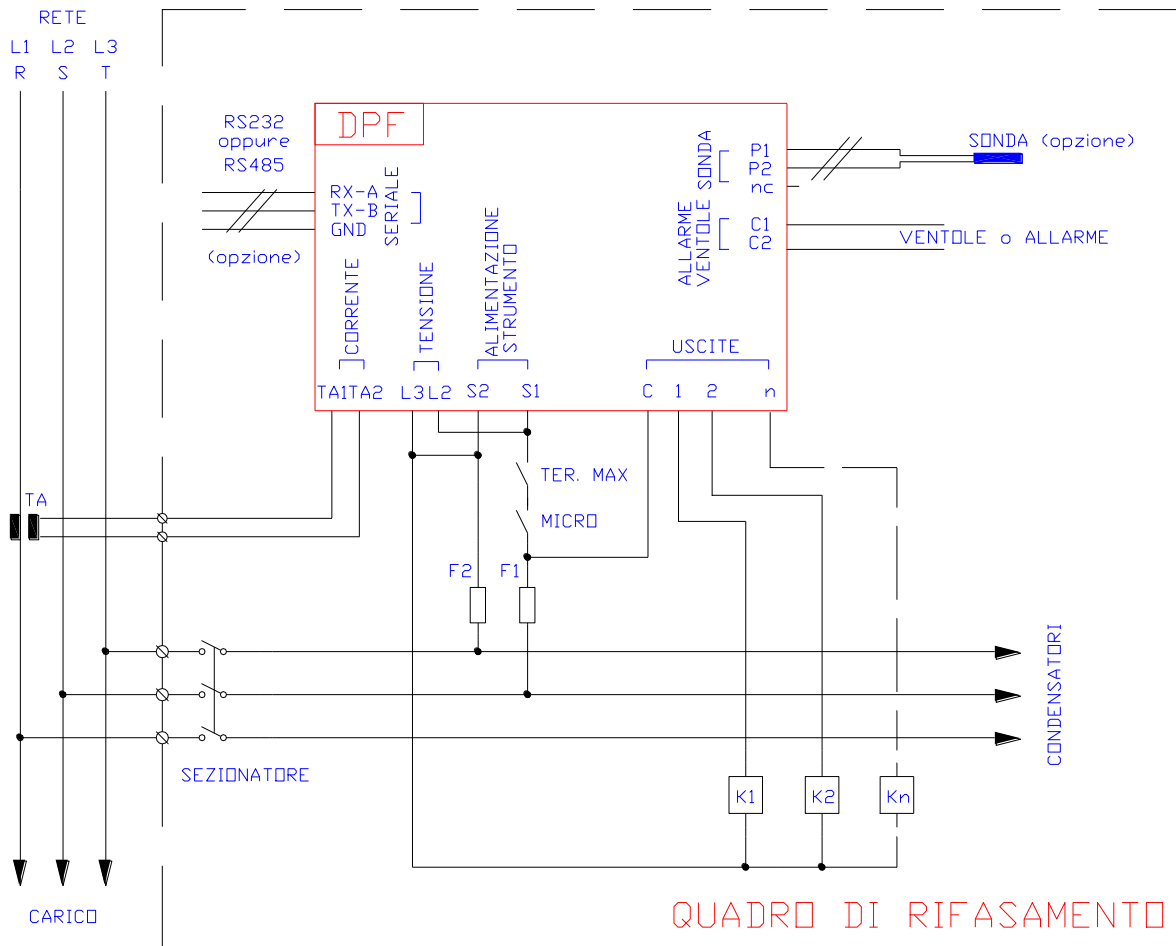 RETE
L1 L2 L3
R S T
RS232
oppure
RS485
(opzione)
DPF
RX-A
TX-B
GND
SERIALE
CORRENTE
TENSIONE
ALIMENTAZIONE
STRUMENTO
SONDA
P1
P2
nc
ALLARME
VENTOLE
C1
C2
SONDA (opzione)
VENTOLE o ALLARME
USCITE
TA1 TA2 L3 L2 S2 S1 C 1 2 n
TER. MAX
MICRO
TA
F2 F1
SEZIONATORE
CONDENSATORI
K1 K2 Kn
CARICO
QUADRO DI RIFASAMENTO